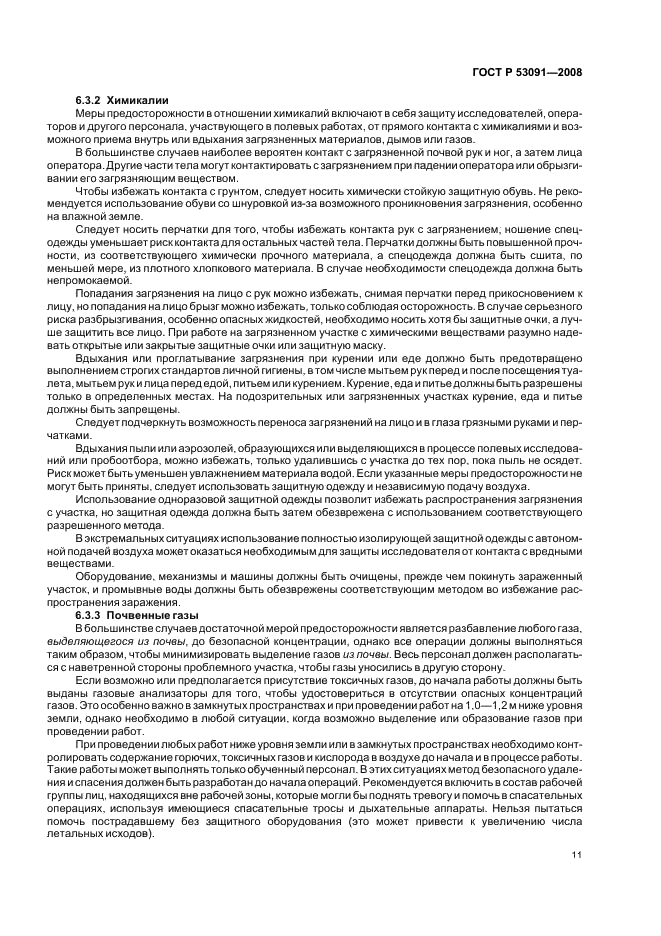 ГОСТ Р 53091—2008
6.3.2 Химикалии
Меры предосторожности в отношении химикалий включают в себя защиту исследователей, опера-
торов и другого персонала, участвующего в полевых работах, от прямого контакта с химикалиями и воз-
можного приема внутрь или вдыхания загрязненных материалов, дымов или газов.
В большинстве случаев наиболее вероятен контакт с загрязненной почвой рук и ног, а затем лица
оператора. Другие части тела могут контактировать с загрязнением при падении оператора или обрызги-
вании его загрязняющим веществом.
Чтобы избежать контакта с грунтом, следует носить химически стойкую защитную обувь. Не реко-
мендуется использование обуви со шнуровкой из-за возможного проникновения загрязнения, особенно
на влажной земле.
Следует носить перчатки для того, чтобы избежать контакта рук с загрязнением; ношение спец-
одежды уменьшает риск контакта для остальных частей тела. Перчатки должны быть повышенной проч-
ности, из соответствующего химически прочного материала, а спецодежда должна быть сшита, по
меньшей мере, из плотного хлопкового материала. В случае необходимости спецодежда должна быть
непромокаемой.
Попадания загрязнения на лицо с рук можно избежать, снимая перчатки перед прикосновением к
лицу, но попадания на лицо брызг можно избежать, только соблюдая осторожность. В случае серьезного
риска разбрызгивания, особенно опасных жидкостей, необходимо носить хотя бы защитные очки, а луч-
ше защитить все лицо. При работе на загрязненном участке с химическими веществами разумно наде-
вать открытые или закрытые защитные очки или защитную маску.
Вдыхания или проглатывание загрязнения при курении или еде должно быть предотвращено
выполнением строгих стандартов личной гигиены, в том числе мытьем рук перед и после посещения туа-
лета, мытьем рук и лица перед едой, питьем или курением. Курение, еда и питье должны быть разрешены
только в определенных местах. На подозрительных или загрязненных участках курение, еда и питье
должны быть запрещены.
Следует подчеркнуть возможность переноса загрязнений на лицо и в глаза грязными руками и пер-
чатками.
Вдыхания пыли или аэрозолей, образующихся или выделяющихся в процессе полевых исследова-
ний или пробоотбора, можно избежать, только удалившись с участка до тех пор, пока пыль не осядет.
Риск может быть уменьшен увлажнением материала водой. Если указанные меры предосторожности не
могут быть приняты, следует использовать защитную одежду и независимую подачу воздуха.
Использование одноразовой защитной одежды позволит избежать распространения загрязнения
с участка, но защитная одежда должна быть затем обезврежена с использованием соответствующего
разрешенного метода.
В экстремальных ситуациях использование полностью изолирующей защитной одежды с автоном-
ной подачей воздуха может оказаться необходимым для защиты исследователя от контакта с вредными
веществами.
Оборудование, механизмы и машины должны быть очищены, прежде чем покинуть зараженный
участок, и промывные воды должны быть обезврежены соответствующим методом во избежание рас-
пространения заражения.
6.3.3 Почвенные газы
В большинстве случаев достаточной мерой предосторожности является разбавление любого газа,
выделяющегося из почвы, до безопасной концентрации, однако все операции должны выполняться
таким образом, чтобы минимизировать выделение газов из почвы. Весь персонал должен располагать-
ся с наветренной стороны проблемного участка, чтобы газы уносились в другую сторону.
Если возможно или предполагается присутствие токсичных газов, до начала работы должны быть
выданы газовые анализаторы для того, чтобы удостовериться в отсутствии опасных концентраций
газов. Это особенно важно в замкнутых пространствах и при проведении работ на 1,0—1,2 м ниже уровня
земли, однако необходимо в любой ситуации, когда возможно выделение или образование газов при
проведении работ.
При проведении любых работ ниже уровня земли или в замкнутых пространствах необходимо конт-
ролировать содержание горючих, токсичных газов и кислорода в воздухе до начала и в процессе работы.
Такие работы может выполнять только обученный персонал. В этих ситуациях метод безопасного удале-
ния и спасения должен быть разработан до начала операций. Рекомендуется включить в состав рабочей
группы лиц, находящихся вне рабочей зоны, которые могли бы поднять тревогу и помочь в спасательных
операциях, используя имеющиеся спасательные тросы и дыхательные аппараты. Нельзя пытаться
помочь пострадавшему без защитного оборудования (это может привести к увеличению числа
летальных исходов).
11